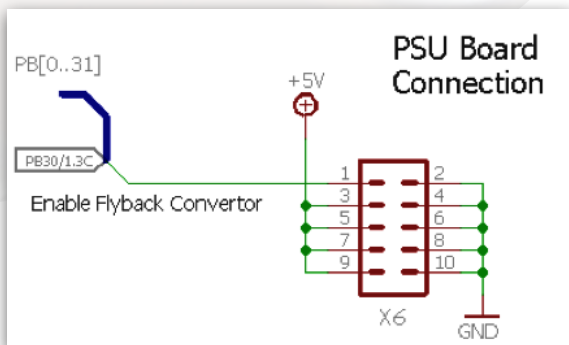 PSU Board
Connection
PB[0..31]
+5V
PB30/1.3C
Enable Flyback Convertor
1 2
3 4
5 6
7 8
9 10
X6
GND